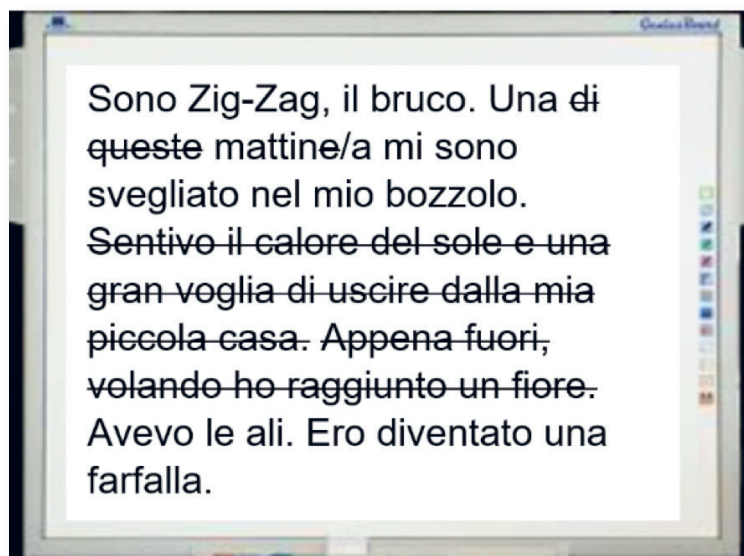 GeniusBoard
Sono Zig-Zag, il bruco. Una di
queste mattine/a mi sono
svegliato nel mio bozzolo.
Sentivo il calore del sole e una
gran voglia di uscire dalla mia
piccola casa. Appena fuori,
volando ho raggiunto un fiore.
Avevo le ali. Ero diventato una
farfalla.